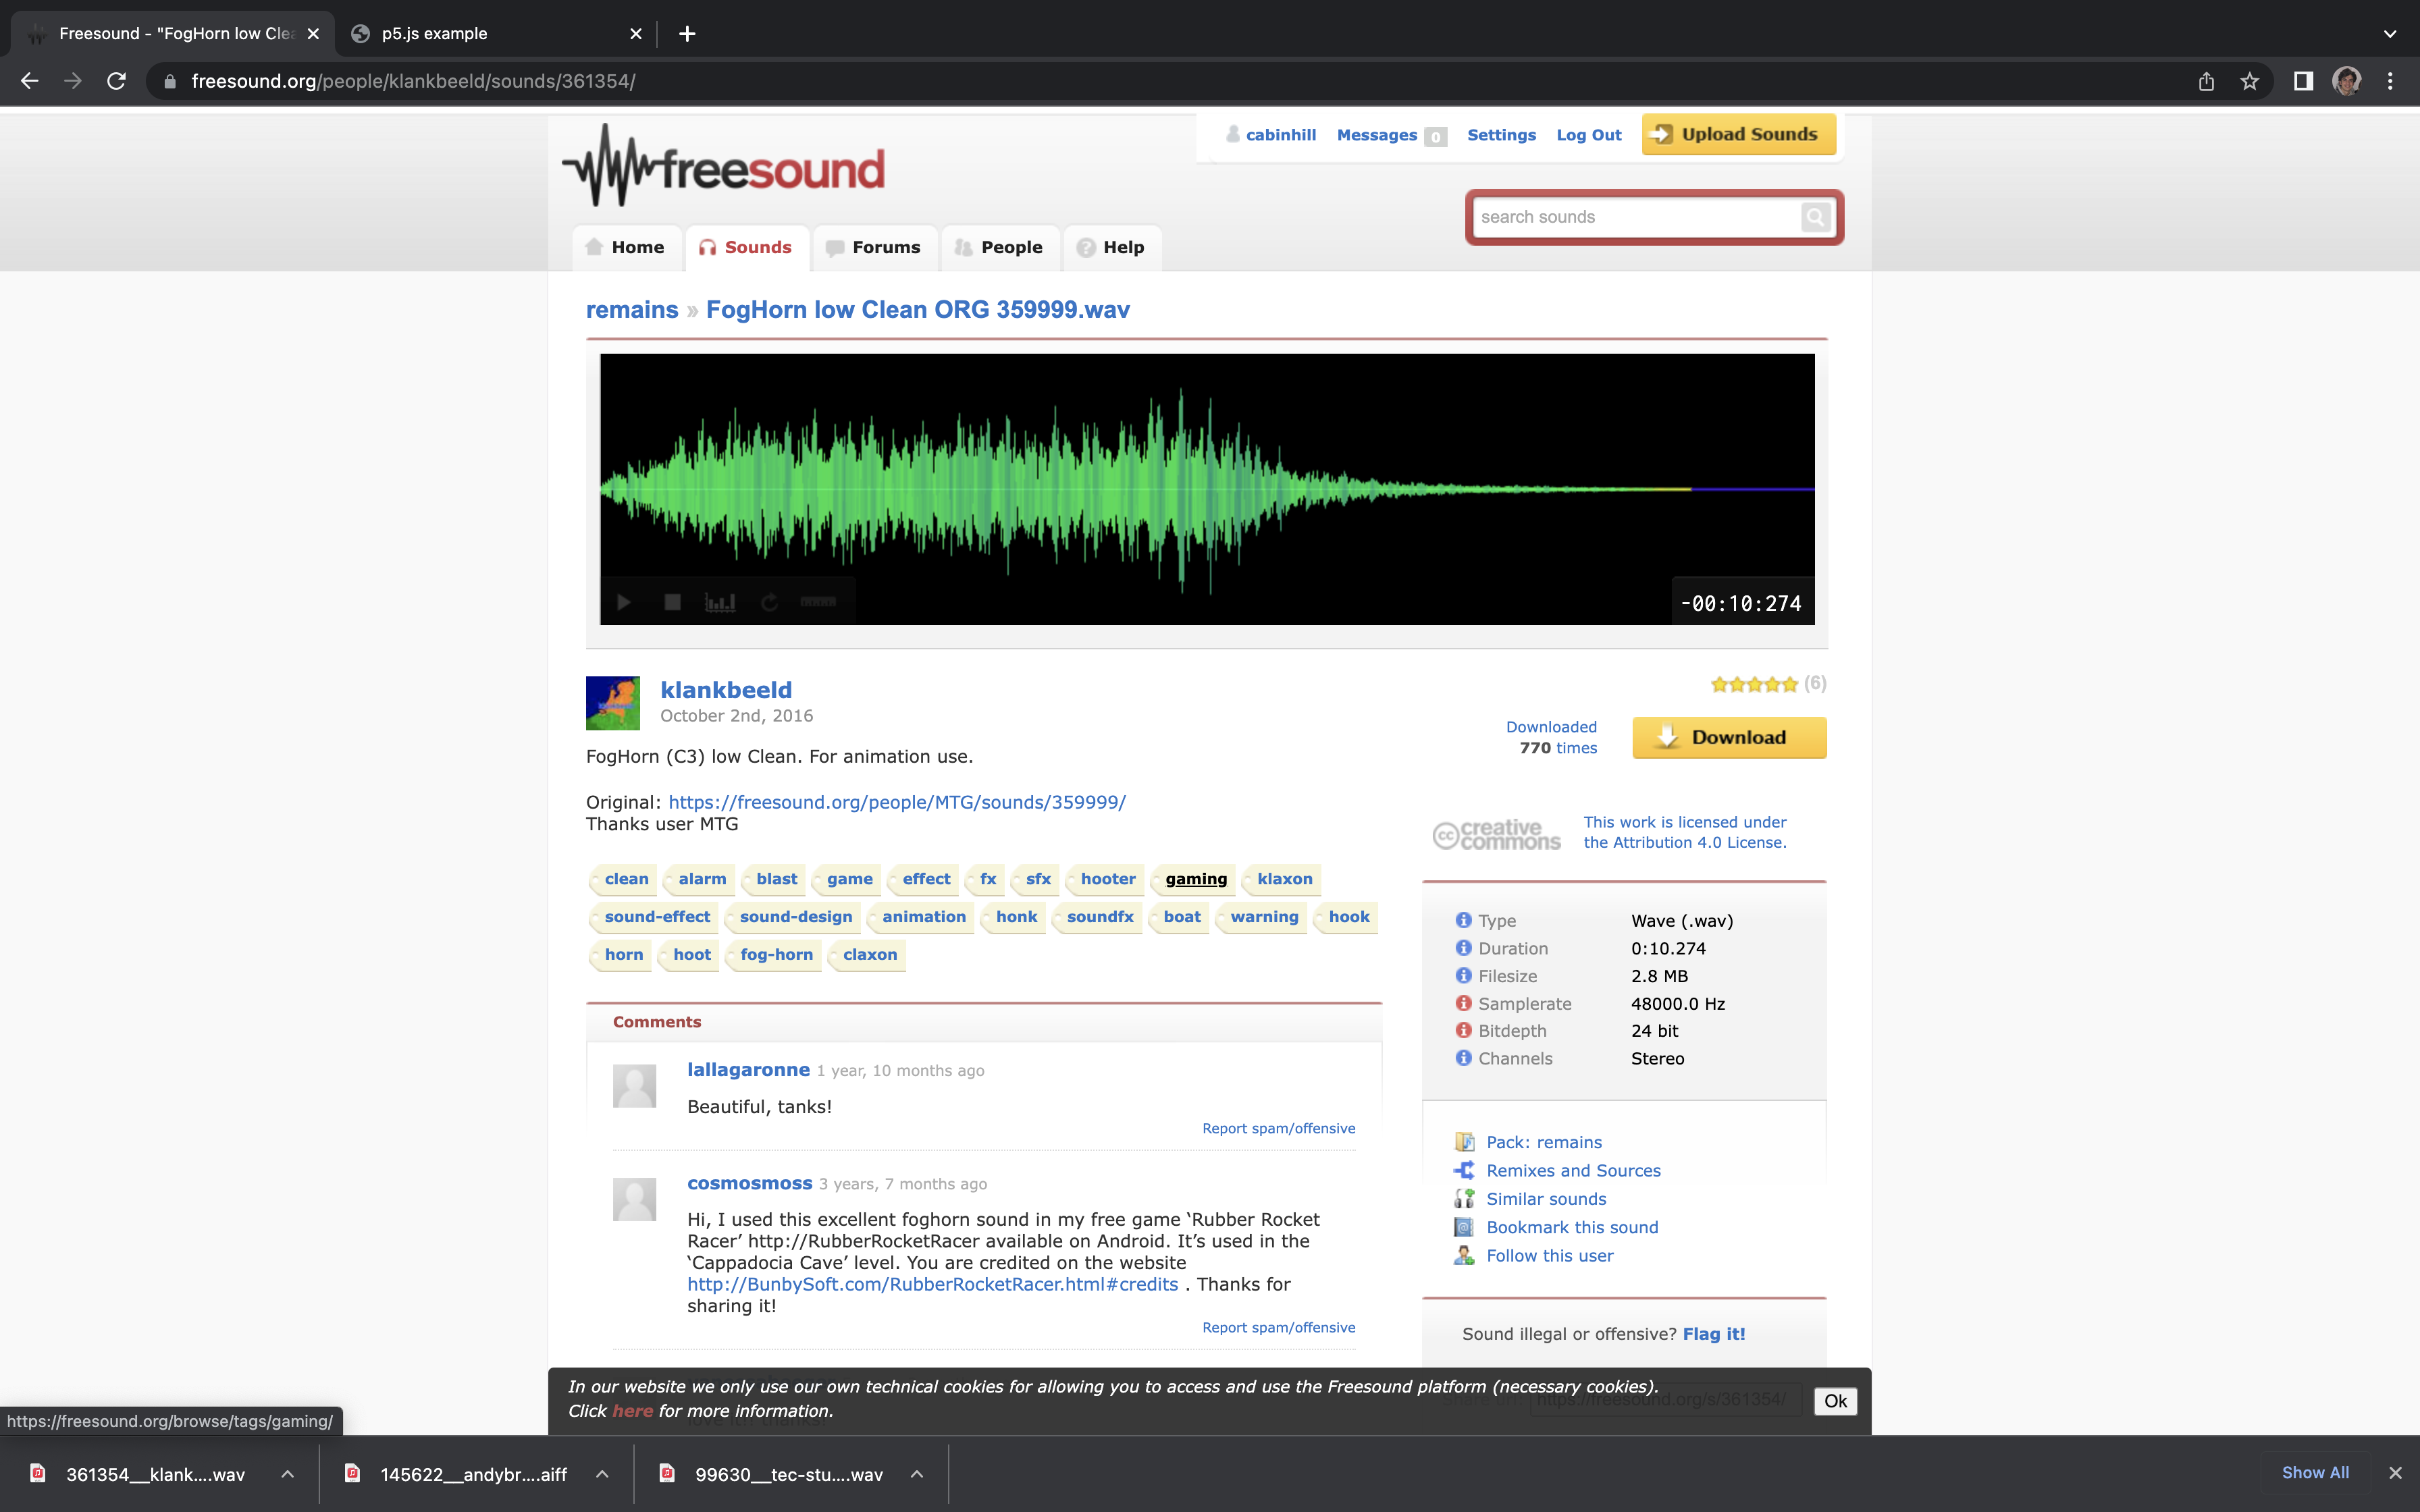 Freesound - "FogHorn low Clea
p5.js example
freesound.org/people/klankbeeld/sounds/361354/
freesound
cabinhill Messages 0 Settings Log Out Upload Sounds
search sounds
Home Sounds Forums People Help
remains » FogHorn low Clean ORG 359999.wav
-00:10:274
klankbeeld
October 2nd, 2016
(6)
Downloaded
770 times
Download
FogHorn (C3) low Clean. For animation use.
Original: https://freesound.org/people/MTG/sounds/359999/
Thanks user MTG
cc creative commons
This work is licensed under
the Attribution 4.0 License.
clean alarm blast game effect fx sfx hooter gaming klaxon
sound-effect sound-design animation honk soundfx boat warning hook
horn hoot fog-horn claxon
Type Wave (.wav)
Duration 0:10.274
Filesize 2.8 MB
Samplerate 48000.0 Hz
Bitdepth 24 bit
Channels Stereo
Comments
lallagaronne 1 year, 10 months ago
Beautiful, tanks!
Report spam/offensive
cosmosmoss 3 years, 7 months ago
Hi, I used this excellent foghorn sound in my free game ‘Rubber Rocket
Racer’ http://RubberRocketRacer available on Android. It’s used in the
‘Cappadocia Cave’ level. You are credited on the website
http://BunbySoft.com/RubberRocketRacer.html#credits . Thanks for
sharing it!
Report spam/offensive
Pack: remains
Remixes and Sources
Similar sounds
Bookmark this sound
Follow this user
Sound illegal or offensive? Flag it!
https://freesound.org/s/361354/
In our website we only use our own technical cookies for allowing you to access and use the Freesound platform (necessary cookies).
Click here for more information.
Ok
https://freesound.org/browse/tags/gaming/
361354__klank....wav
145622__andybr....aiff
99630__tec-stu....wav
Show All